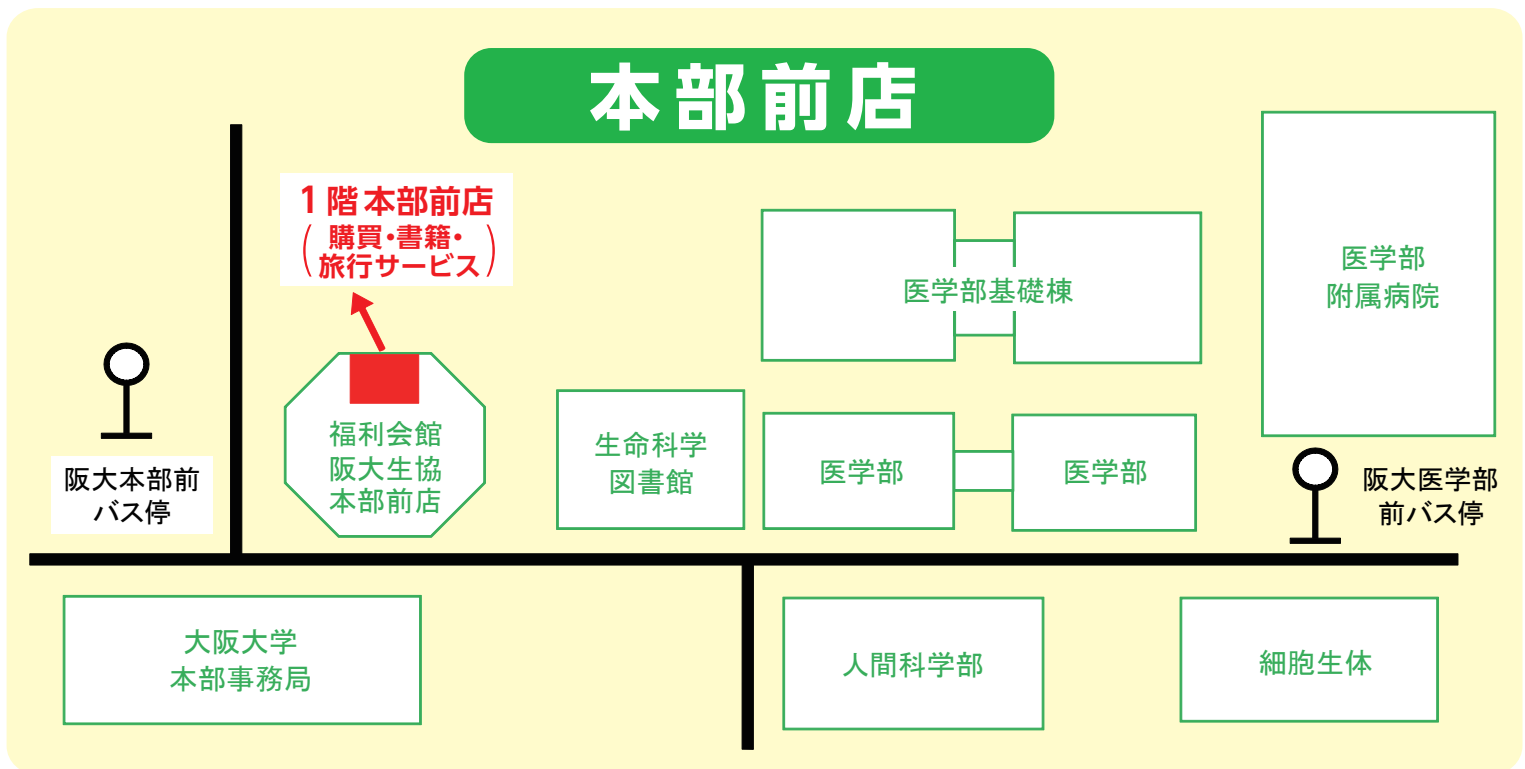 本部前店
1階本部前店
(購買・書籍・
旅行サービス)
医学部基礎棟
医学部
附属病院
福利会館
阪大生協
本部前店
生命科学
図書館
医学部
医学部
阪大本部前
バス停
阪大医学部
前バス停
大阪大学
本部事務局
人間科学部
細胞生体